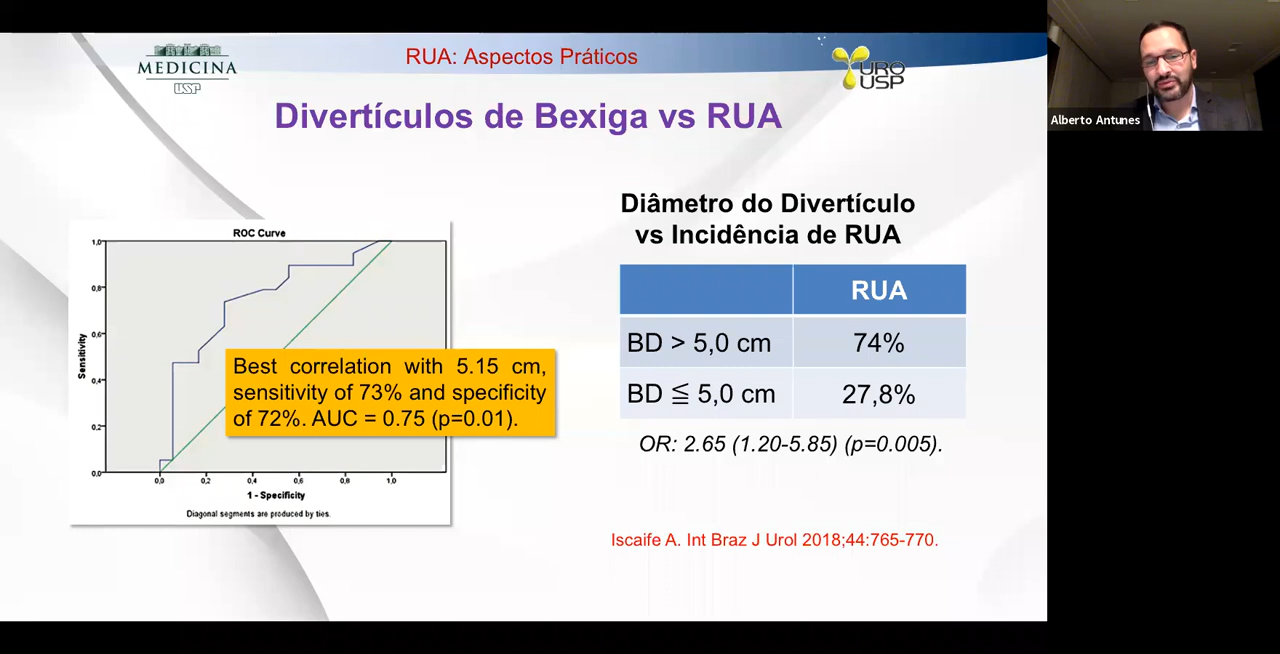 MEDICINA
USP
RUA: Aspectos Práticos
URO
USP
Alberto Antunes
Divertículos de Bexiga vs RUA
ROC Curve
Sensitivity
1,0
0,8
0,6
0,4
0,2
0,0
0,0 0,2 0,4 0,6 0,8 1,0
1 - Specificity
Diagonal segments are produced by ties.
Best correlation with 5.15 cm,
sensitivity of 73% and specificity
of 72%. AUC = 0.75 (p=0.01).
Diâmetro do Divertículo
vs Incidência de RUA
RUA
BD > 5,0 cm 74%
BD ≦ 5,0 cm 27,8%
OR: 2.65 (1.20-5.85) (p=0.005).
Iscaife A. Int Braz J Urol 2018;44:765-770.